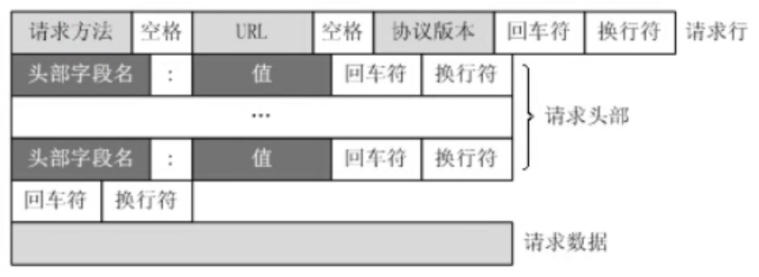 请求方法 空格 URL 空格 协议版本 回车符 换行符 请求行
头部字段名 : 值 回车符 换行符
...
请求头部
头部字段名 : 值 回车符 换行符
回车符 换行符
请求数据